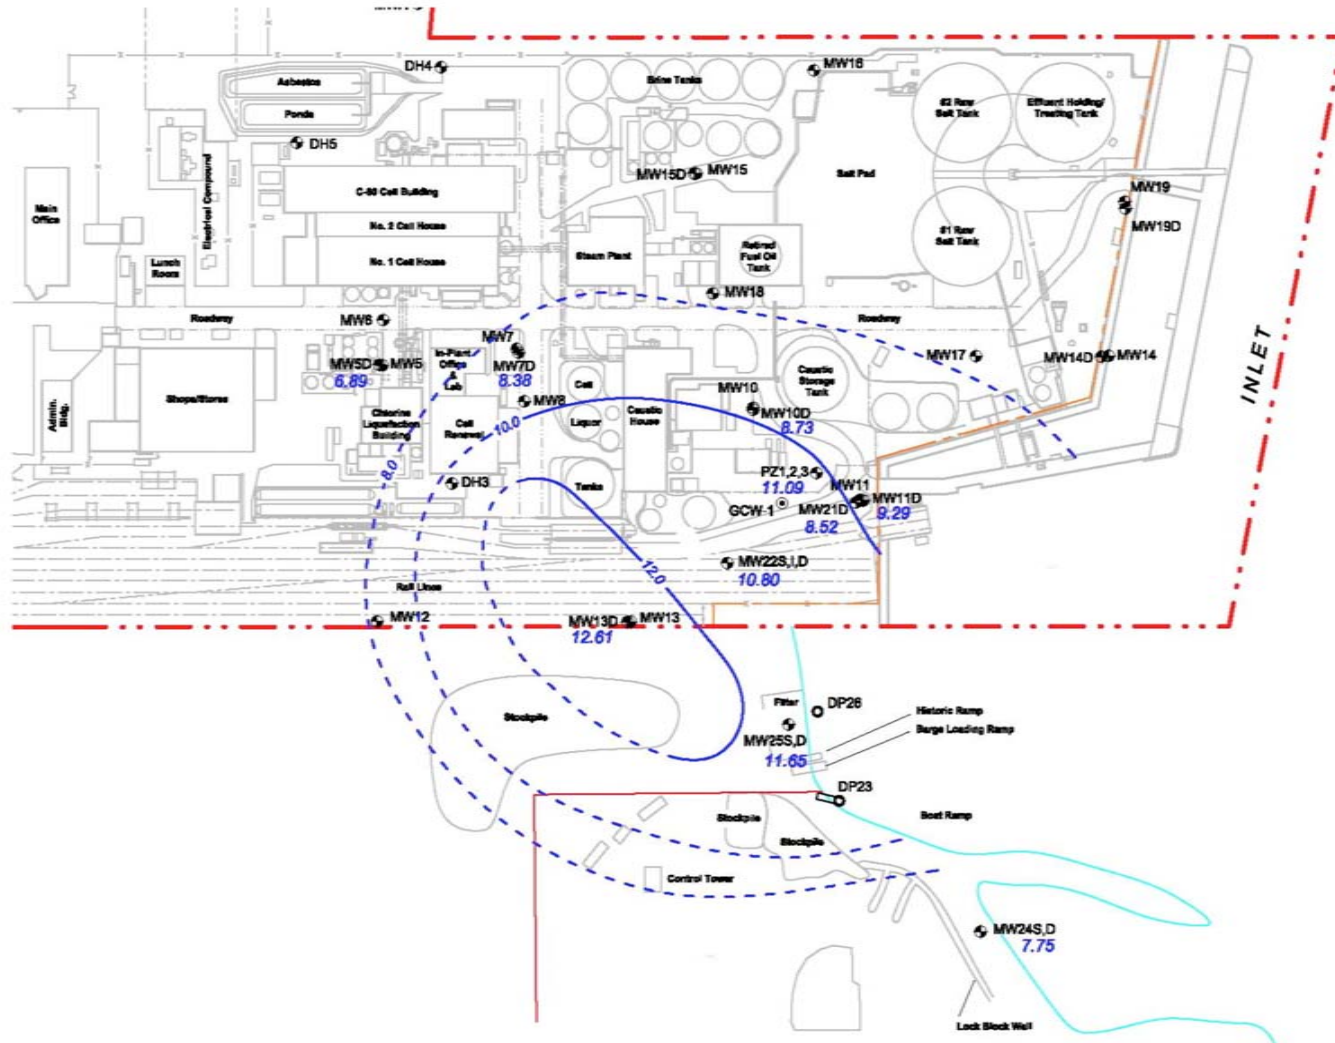 DH4
MW16
Asbestos
Ponds
Brine Tanks
#2 Raw
Salt Tank
Effluent Holding/
Treating Tank
DH5
Electrical Compound
C-60 Cell Building
MW15D
MW15
Salt Pad
MW19
MW19D
Main
Office
No. 2 Cell House
No. 1 Cell House
Steam Plant
Retired
Fuel Oil
Tank
#1 Raw
Salt Tank
Lunch
Room
MW18
Roadway
MW6
Roadway
MW7
MW7D
8.38
MW5D
MW5
6.89
In-Plant
Office
&
Lab
MW17
MW14D
MW14
INLET
Admin.
Bldg.
Shops/Stores
MW8
Cell
Liquor
Tanks
Caustic
House
MW10
MW10D
8.73
Caustic
Storage
Tank
Chlorine
Liquefaction
Building
Cell
Renewal
10.0
8.0
DH3
PZ1,2,3
11.09
MW11
MW11D
9.29
GCW-1
MW21D
8.52
12.0
MW22S,I,D
10.80
Rail Lines
MW12
MW13D
MW13
12.61
Stockpile
Filter
DP26
MW25S,D
11.65
Historic Ramp
Barge Loading Ramp
DP23
Stockpile
Stockpile
Boat Ramp
Control Tower
MW24S,D
7.75
Lock Block Wall